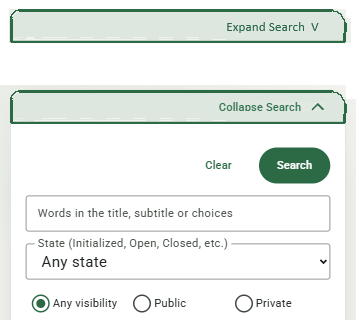 Expand Search V
Collapse Search
Clear
Search
Words in the title, subtitle or choices
State (Initialized, Open, Closed, etc.)
Any state
Any visibility
Public
Private